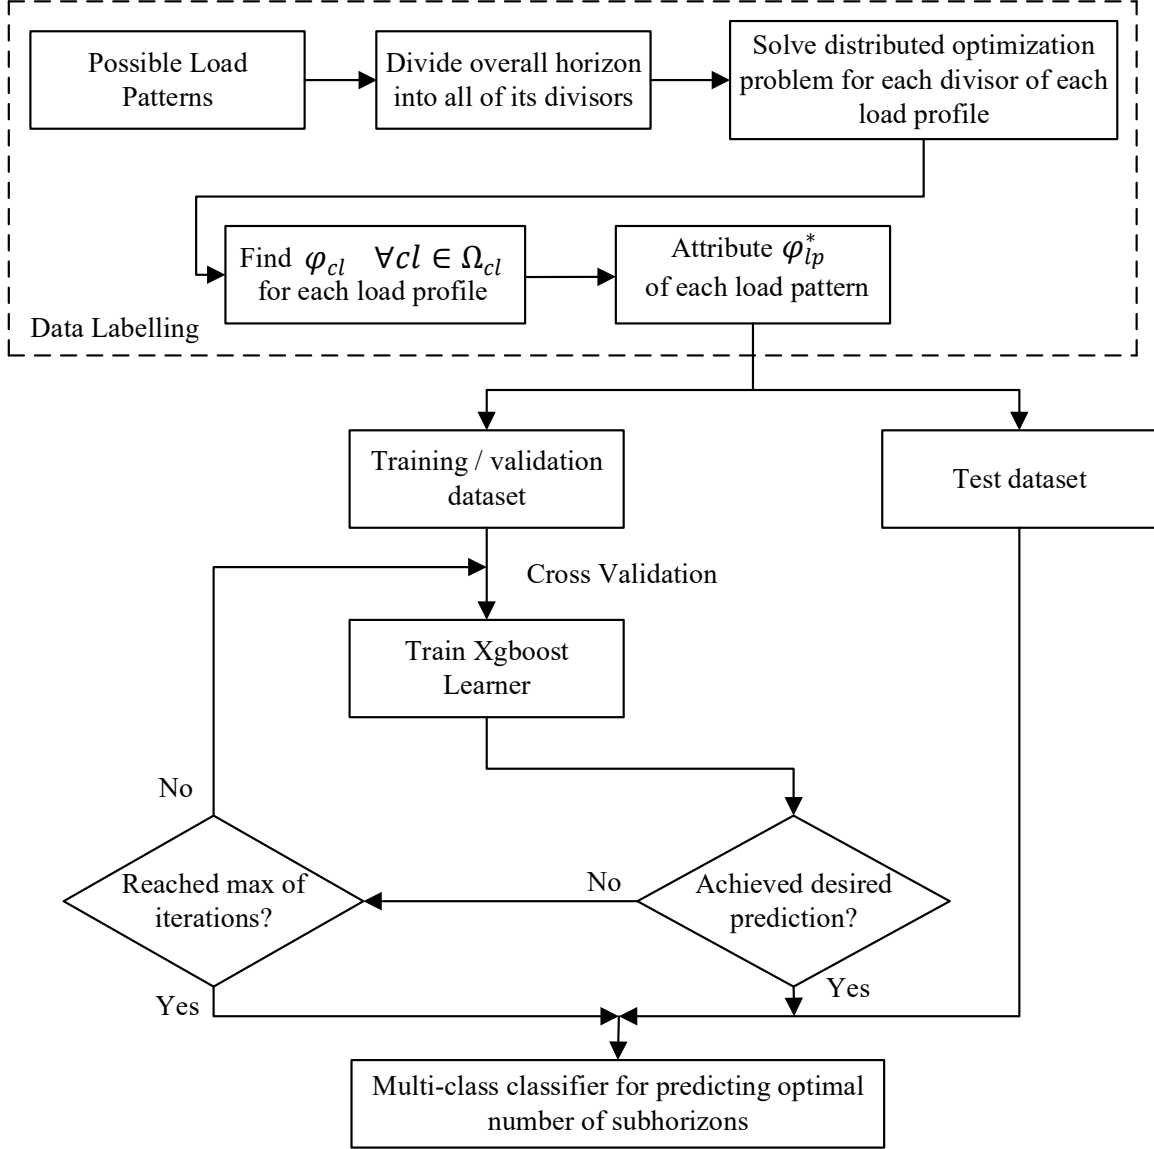 Possible Load
Patterns
Divide overall horizon
into all of its divisors
Solve distributed optimization
problem for each divisor of each
load profile
Find φ_cl ∀cl ∈ Ω_cl
for each load profile
Attribute φ*_lp
of each load pattern
Data Labelling
Training / validation
dataset
Test dataset
Cross Validation
Train Xgboost
Learner
No
Reached max of
iterations?
No
Achieved desired
prediction?
Yes
Yes
Multi-class classifier for predicting optimal
number of subhorizons